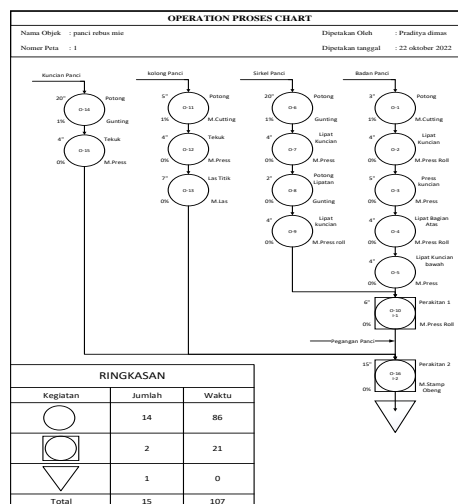 OPERATION PROSES CHART
Nama Objek : panci rebus mie
Dipetakan Oleh : Praditya dimas
Nomer Peta : 1
Dipetakan tanggal : 22 oktober 2022
Kuncian Panci
kolong Panci
Sirkel Panci
Badan Panci
20" Potong
O-14
1% Gunting
4" Tekuk
O-15
0% M.Press
5" Potong
O-11
1% M.Cutting
4" Tekuk
O-12
0% M.Press
7" Las Titik
O-13
0% M.Las
20" Potong
O-6
1% Gunting
4" Lipat
Kuncian
O-7
0% M.Press
2" Potong
Lipatan
O-8
0% Gunting
4" Lipat
kuncian
O-9
0% M.Press roll
3" Potong
O-1
1% M.Cutting
4" Lipat
Kuncian
O-2
0% M.Press Roll
5" Press
kuncian
O-3
0% M.Press
4" Lipat Bagian
Atas
O-4
0% M.Press Roll
4" Lipat Kuncian
bawah
O-5
0% M.Press
6" Perakitan 1
O-10
I-1
0% M.Press Roll
Pegangan Panci
15" Perakitan 2
O-16
I-2
0% M.Stamp
Obeng
RINGKASAN
Kegiatan Jumlah Waktu
14 86
2 21
1 0
Total 15 107